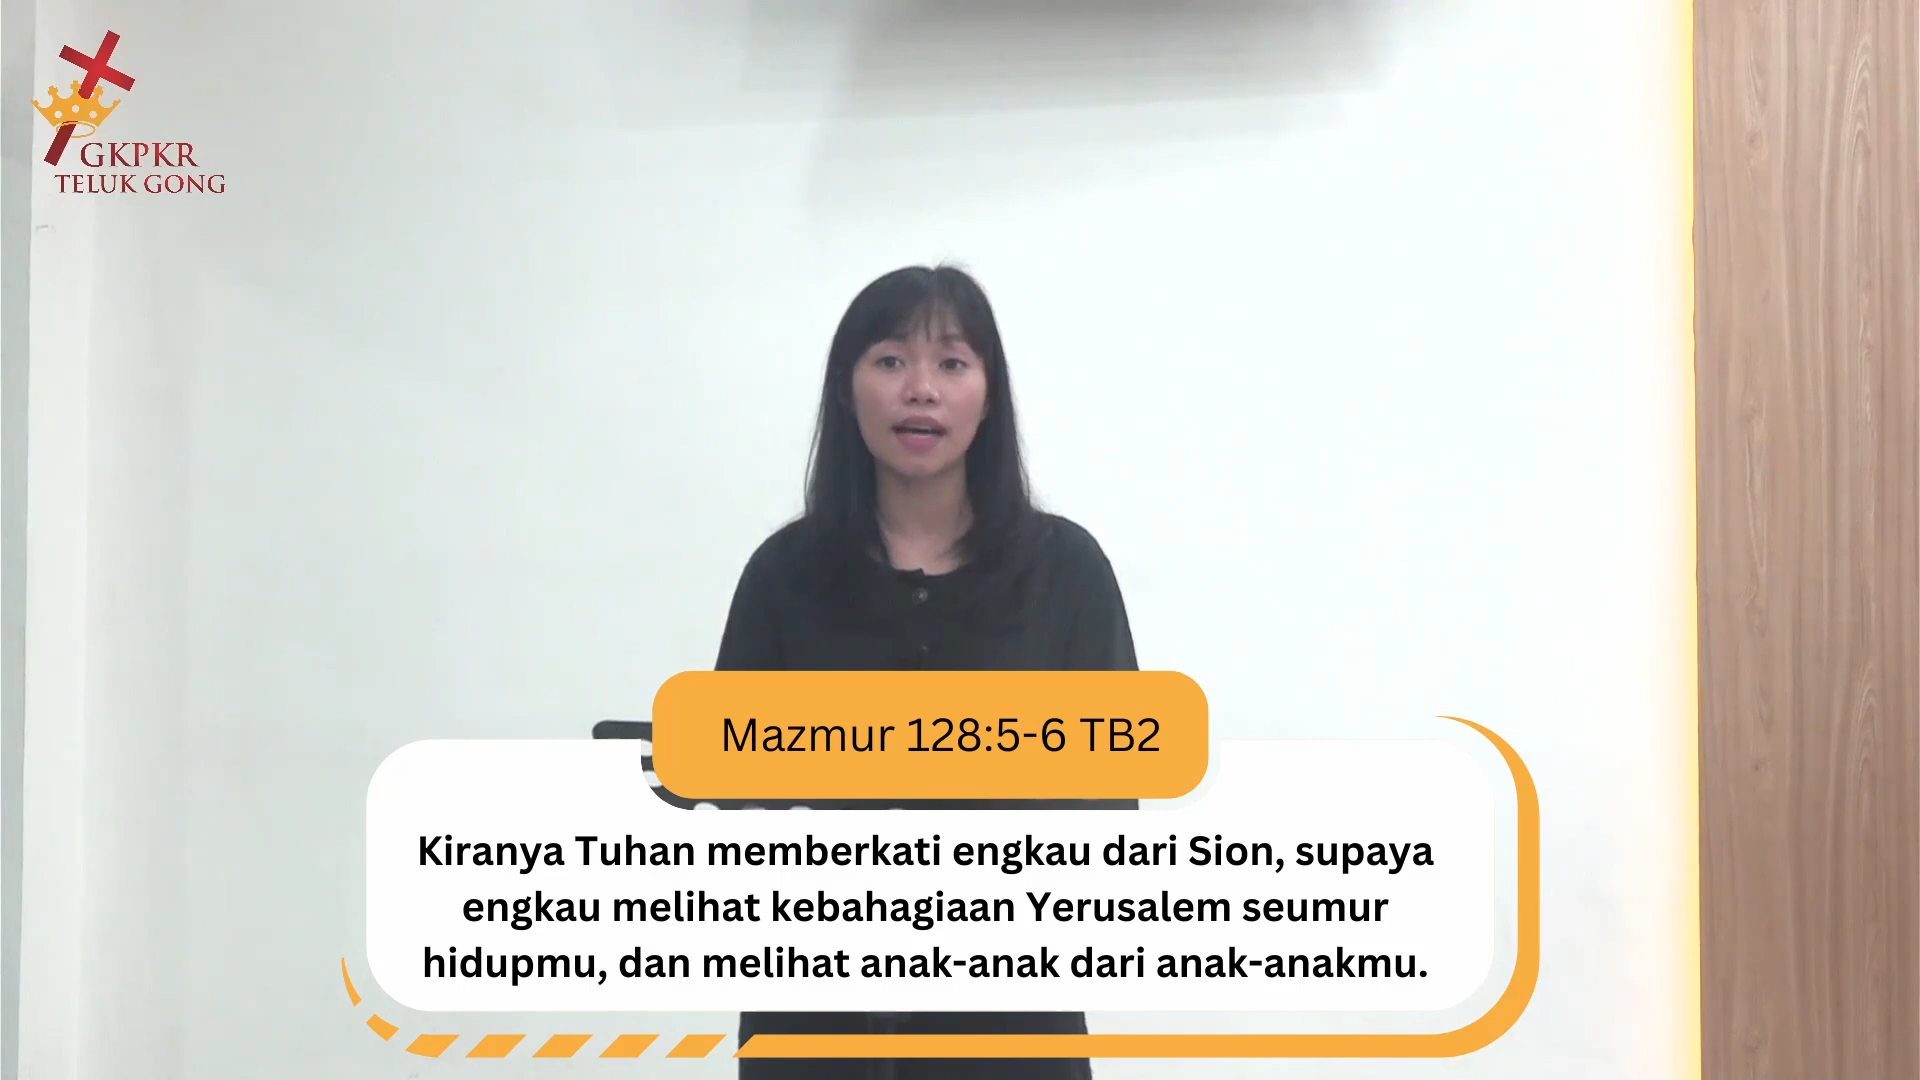 GKPKR
TELUK GONG
Mazmur 128:5-6 TB2
Kiranya Tuhan memberkati engkau dari Sion, supaya
engkau melihat kebahagiaan Yerusalem seumur
hidupmu, dan melihat anak-anak dari anak-anakmu.